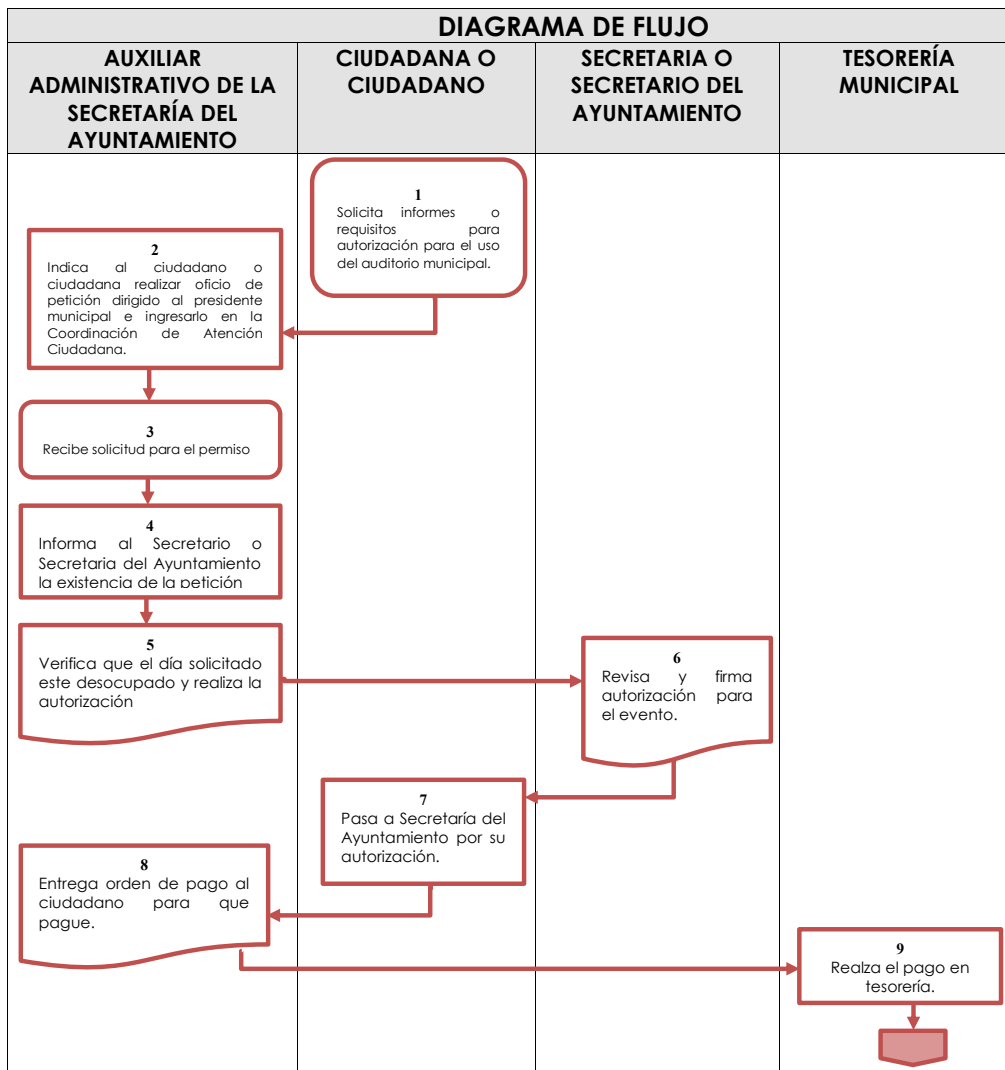 DIAGRAMA DE FLUJO
AUXILIAR
ADMINISTRATIVO DE LA
SECRETARÍA DEL
AYUNTAMIENTO
CIUDADANA O
CIUDADANO
SECRETARIA O
SECRETARIO DEL
AYUNTAMIENTO
TESORERÍA
MUNICIPAL
1
Solicita informes o
requisitos para
autorización para el uso
del auditorio municipal.
2
Indica al ciudadano o
ciudadana realizar oficio de
petición dirigido al presidente
municipal e ingresarlo en la
Coordinación de Atención
Ciudadana.
3
Recibe solicitud para el permiso
4
Informa al Secretario o
Secretaria del Ayuntamiento
la existencia de la petición
5
Verifica que el día solicitado
este desocupado y realiza la
autorización
6
Revisa y firma
autorización para
el evento.
7
Pasa a Secretaría del
Ayuntamiento por su
autorización.
8
Entrega orden de pago al
ciudadano para que
pague.
9
Realza el pago en
tesorería.